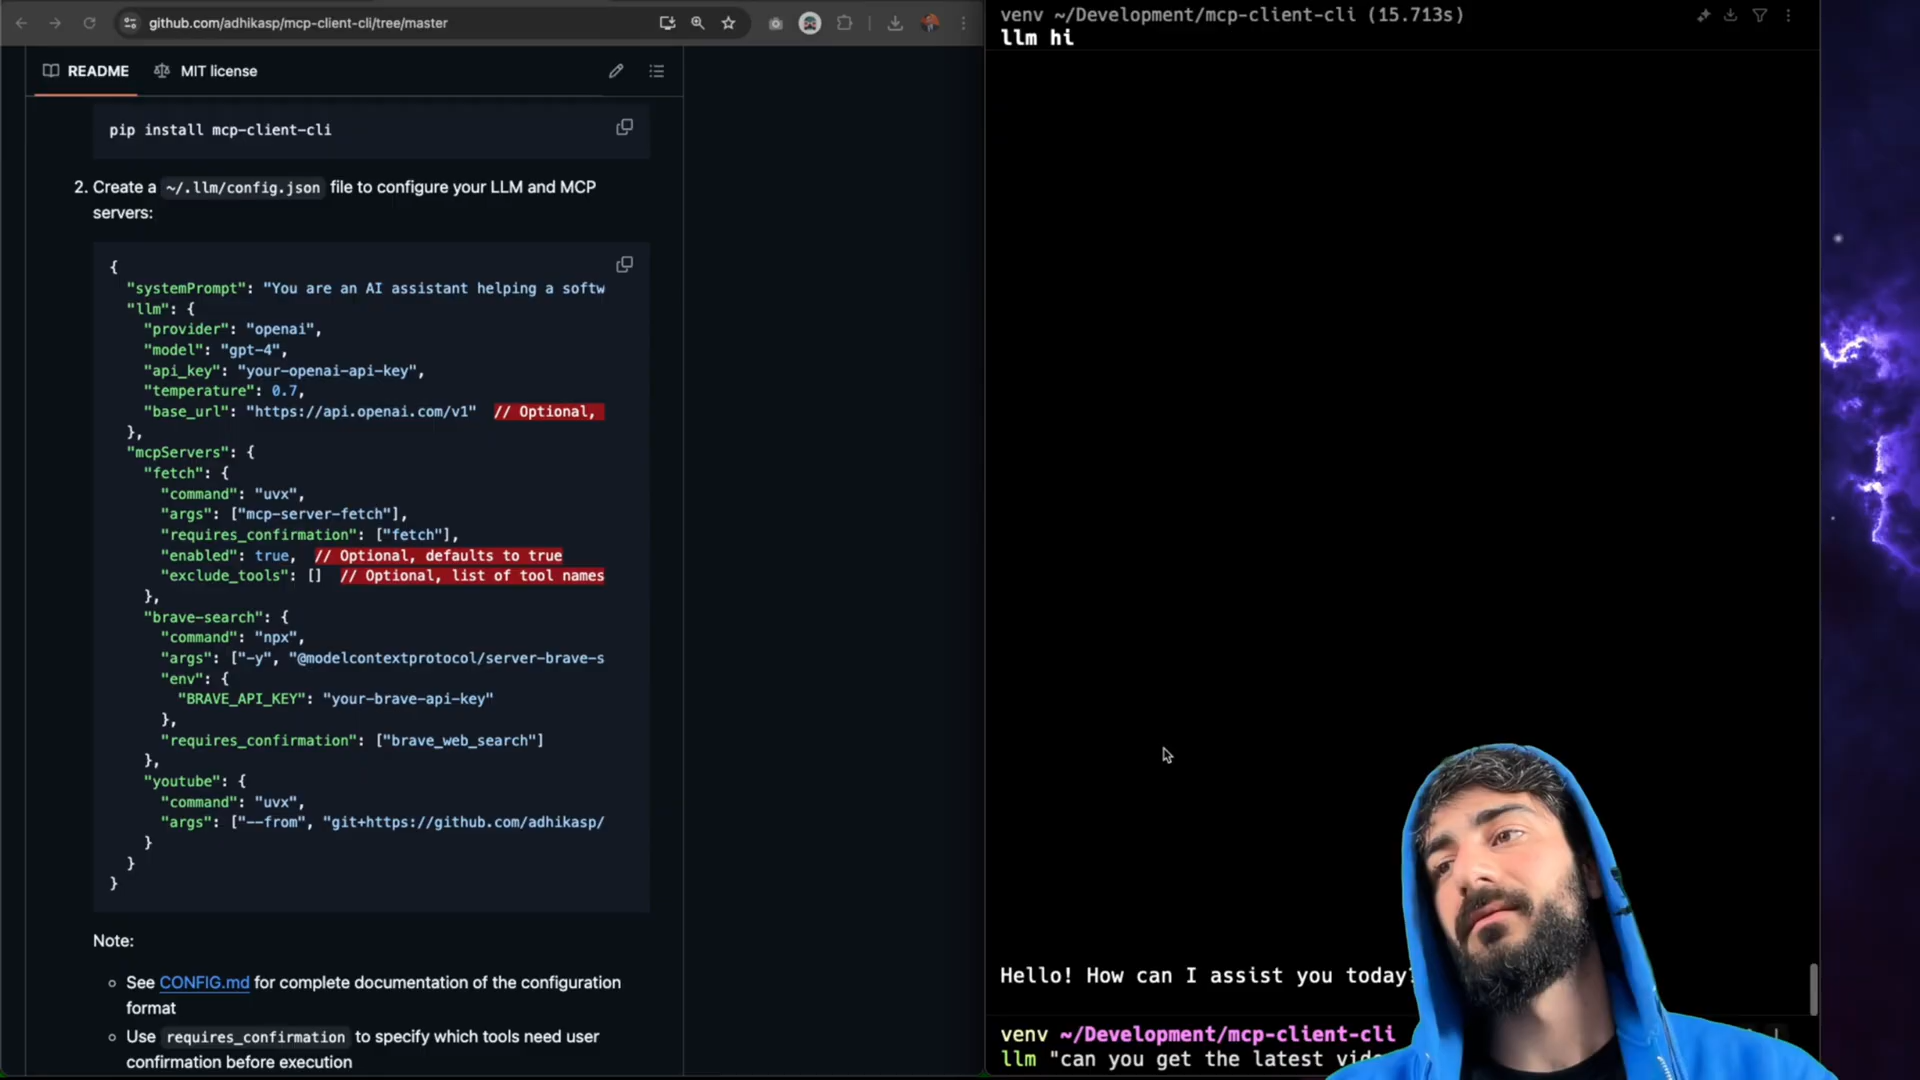 github.com/adhikasp/mcp-client-cli/tree/master
README
MIT license
pip install mcp-client-cli
2. Create a ~/.llm/config.json file to configure your LLM and MCP
servers:
{
"systemPrompt": "You are an AI assistant helping a softw
"llm": {
"provider": "openai",
"model": "gpt-4",
"api_key": "your-openai-api-key",
"temperature": 0.7,
"base_url": "https://api.openai.com/v1" // Optional,
},
"mcpServers": {
"fetch": {
"command": "uvx",
"args": ["mcp-server-fetch"],
"requires_confirmation": ["fetch"],
"enabled": true, // Optional, defaults to true
"exclude_tools": [] // Optional, list of tool names
},
"brave-search": {
"command": "npx",
"args": ["-y", "@modelcontextprotocol/server-brave-s
"env": {
"BRAVE_API_KEY": "your-brave-api-key"
},
"requires_confirmation": ["brave_web_search"]
},
"youtube": {
"command": "uvx",
"args": ["--from", "git+https://github.com/adhikasp/
}
}
}
Note:
See CONFIG.md for complete documentation of the configuration
format
Use requires_confirmation to specify which tools need user
confirmation before execution
venv ~/Development/mcp-client-cli (15.713s)
llm hi
Hello! How can I assist you today?
venv ~/Development/mcp-client-cli
llm "can you get the latest vide